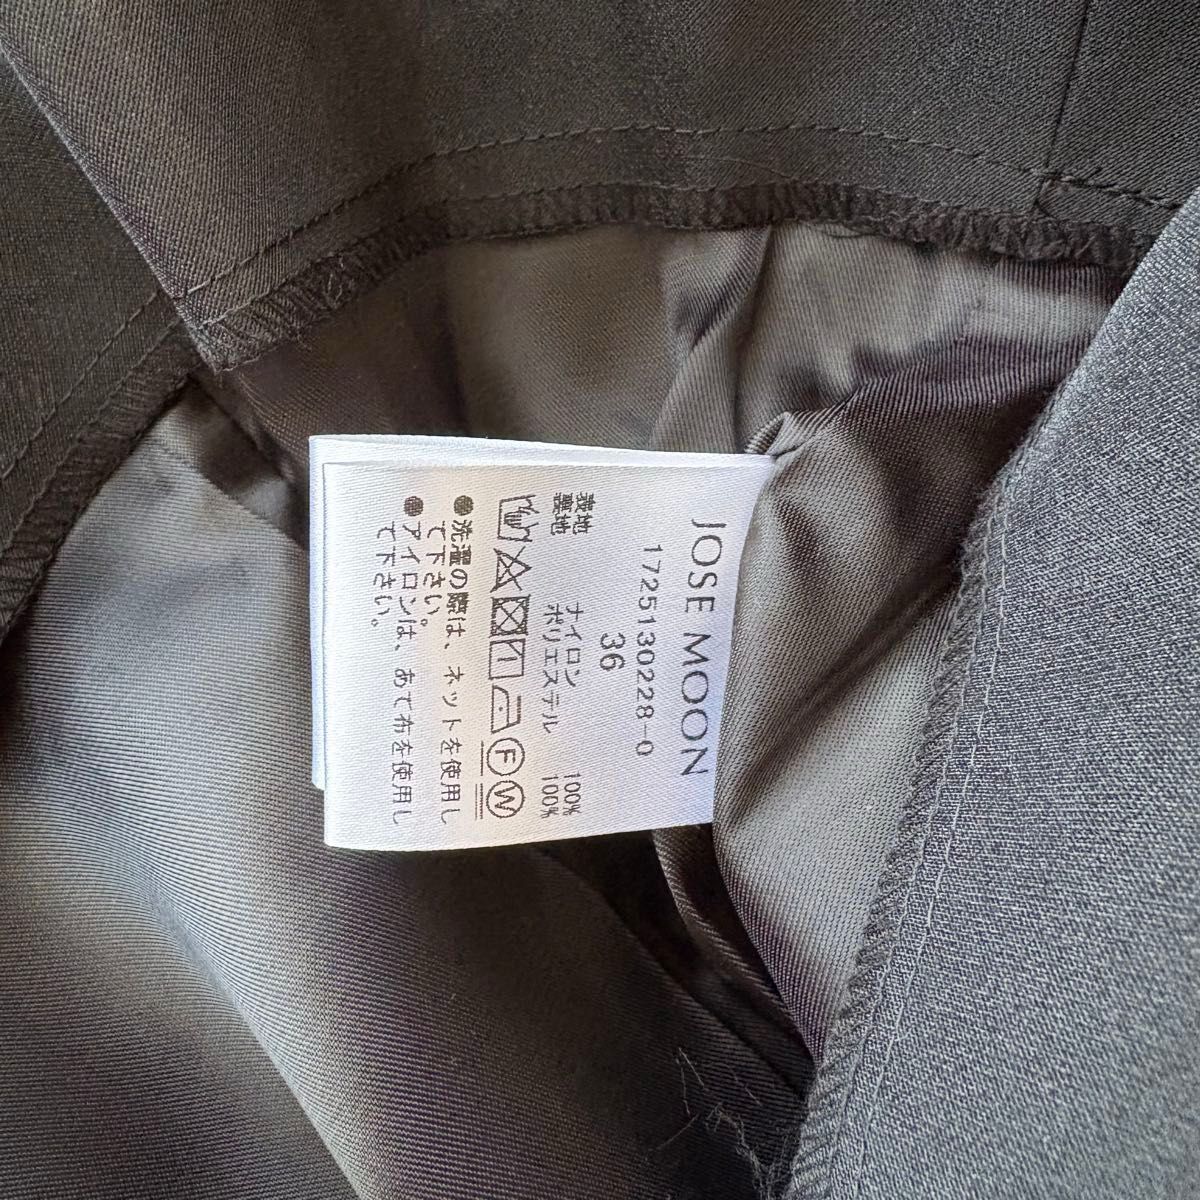 JOSE MOON
1725130228-0
36
表地 ナイロン 100%
裏地 ポリエステル 100%
F W
●洗濯の際は、ネットを使用し
て下さい。
●アイロンは、あて布を使用し
て下さい。